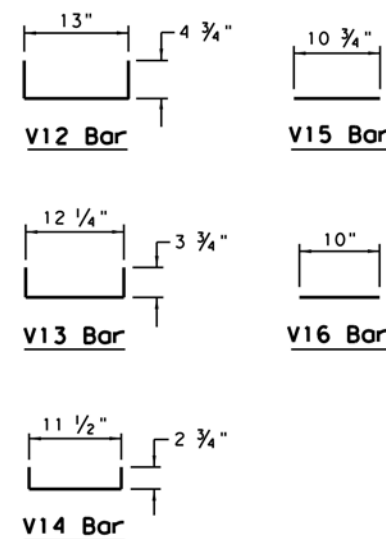 13"
4 ¾"
10 ¾"
V12 Bar
V15 Bar
12 ¼"
3 ¾"
10"
V13 Bar
V16 Bar
11 ½"
2 ¾"
V14 Bar